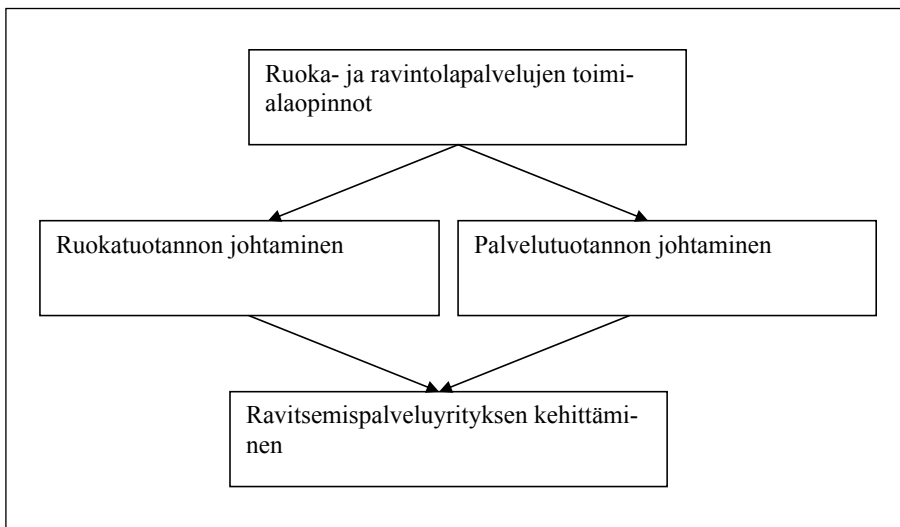 Ruoka- ja ravintolapalvelujen toimi-
alaopinnot
Ruokatuotannon johtaminen
Palvelutuotannon johtaminen
Ravitsemispalveluyrityksen kehittämi-
nen